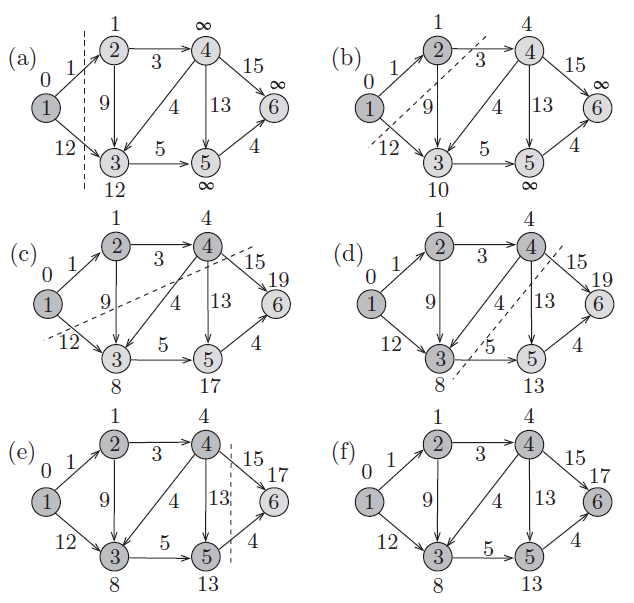 1 ∞ 1 4
(a) 2 3 4 15 (b) 2 3 4 15
0 1 ∞ 0 1 ∞
1 9 4 13 6 1 9 4 13 6
12 3 5 5 4 12 3 5 5 4
12 ∞ 10 ∞
1 4 1 4
(c) 2 3 4 15 (d) 2 3 4 15
0 1 19 0 1 19
1 9 4 13 6 1 9 4 13 6
12 3 5 5 4 12 3 5 5 4
8 17 8 13
1 4 1 4
(e) 2 3 4 15 (f) 2 3 4 15
0 1 17 0 1 17
1 9 4 13 6 1 9 4 13 6
12 3 5 5 4 12 3 5 5 4
8 13 8 13